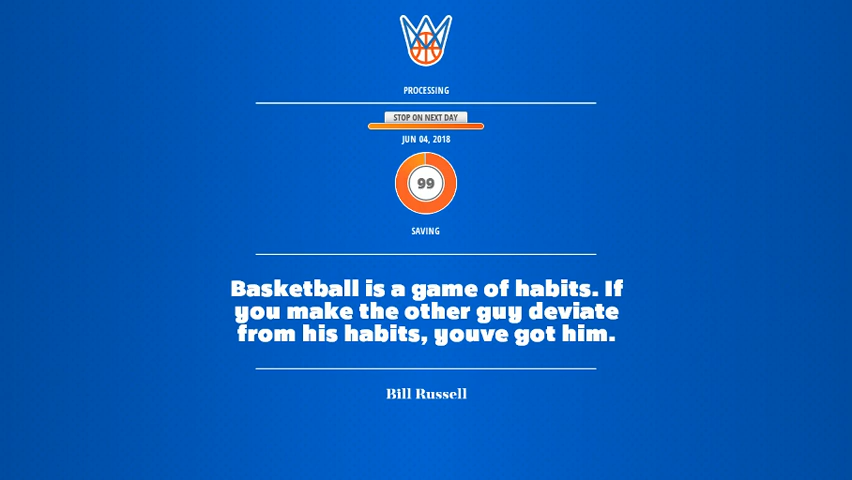 PROCESSING
STOP ON NEXT DAY
JUN 04, 2018
99
SAVING
Basketball is a game of habits. If
you make the other guy deviate
from his habits, youve got him.
Bill Russell